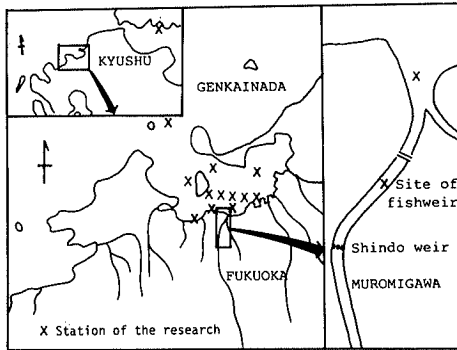 KYUSHU
GENKAINADA
Site of
fishweir
Shindo weir
FUKUOKA
MUROMIGAWA
X Station of the research